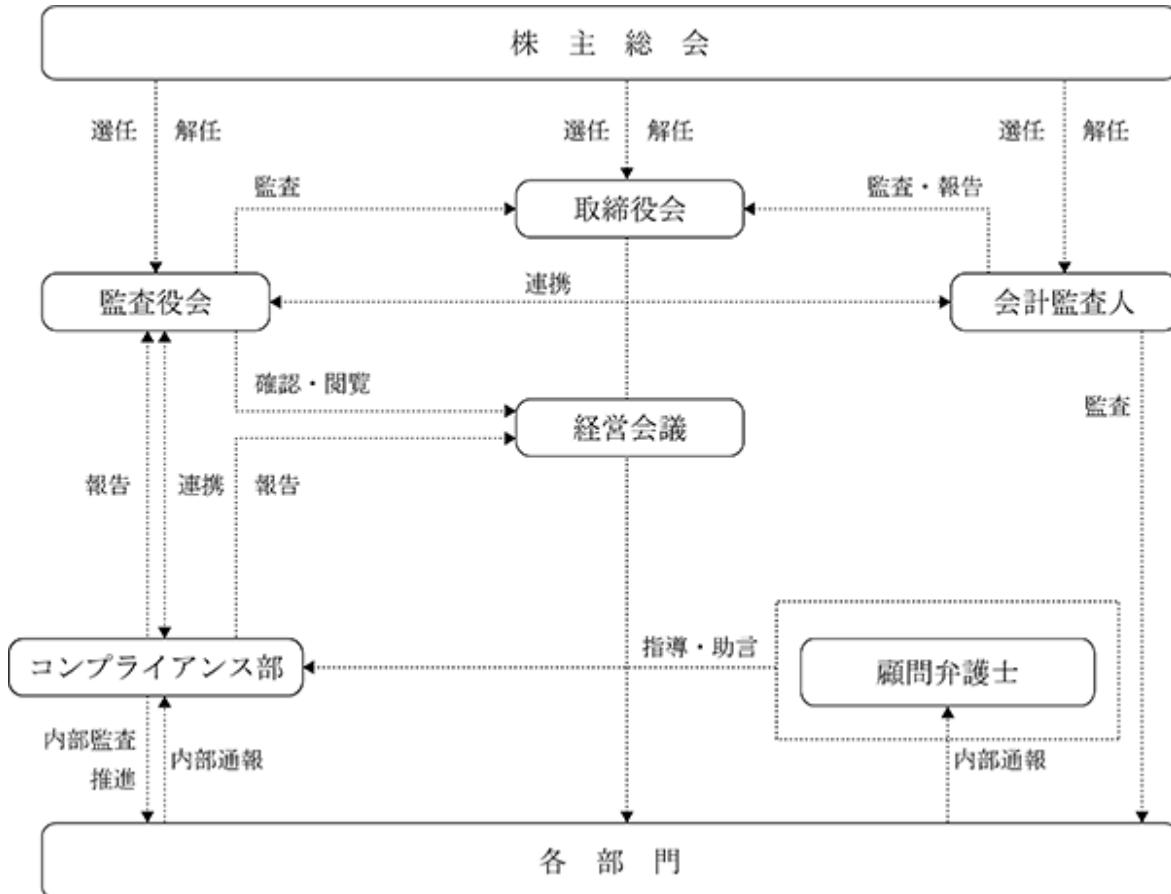 株主総会
選任
解任
選任
解任
選任
解任
監査
取締役会
監査・報告
監査役会
連携
会計監査人
確認・閲覧
経営会議
監査
報告
連携
報告
コンプライアンス部
指導・助言
顧問弁護士
内部監査
推進
内部通報
内部通報
各部門